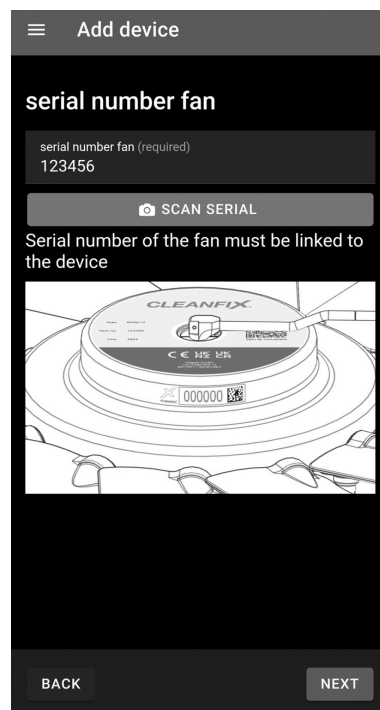 Add device
serial number fan
serial number fan (required)
123456
SCAN SERIAL
Serial number of the fan must be linked to
the device
CLEANFIX
000000
BACK
NEXT